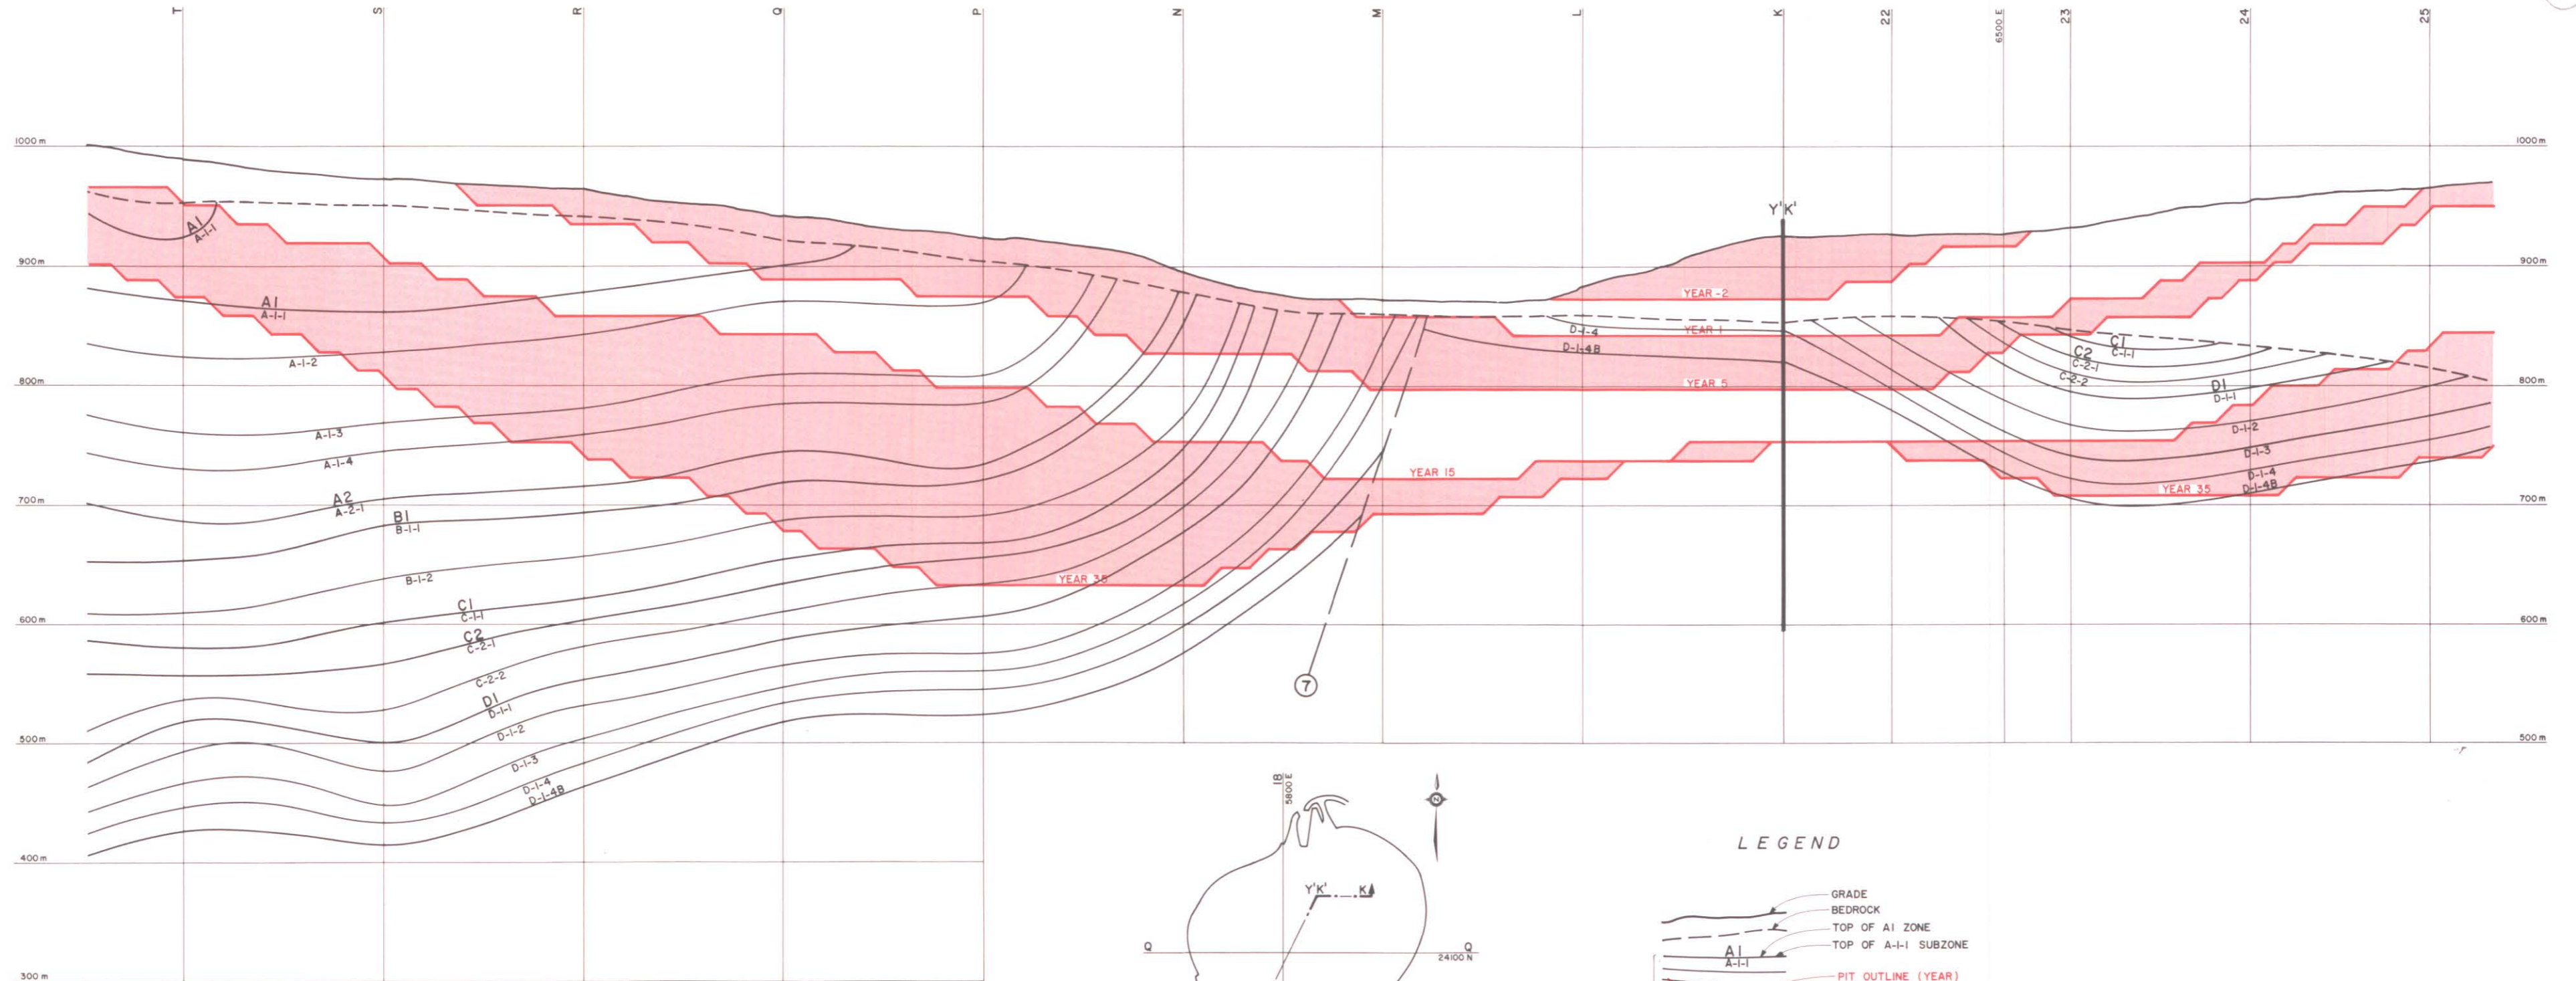 T S R Q P N M L K 22 6500 E 23 24 25
1000 m 1000 m
Y'K'
A1
A-1-1
900 m 900 m
YEAR -2
A1
A-1-1
D-1-4
YEAR 1
C1
C-1-1
D-1-4B
C2
C-2-1
A-1-2
C-2-2
800 m YEAR 5 D1 800 m
D-1-1
A-1-3
D-1-2
A-1-4
D-1-3
YEAR 15
D-1-4
D-1-4B
YEAR 35
A2
A-2-1
700 m 700 m
B1
B-1-1
B-1-2
YEAR 35
C1
C-1-1
600 m 600 m
C2
C-2-1
C-2-2
7
D1
D-1-1
D-1-2
500 m 500 m
D-1-3
D-1-4
D-1-4B
18
5800 E
N
LEGEND
400 m
Y'K' K
GRADE
BEDROCK
TOP OF A1 ZONE
TOP OF A-1-1 SUBZONE
A1
A-1-1
Q Q
24100 N
300 m
PIT OUTLINE (YEAR)